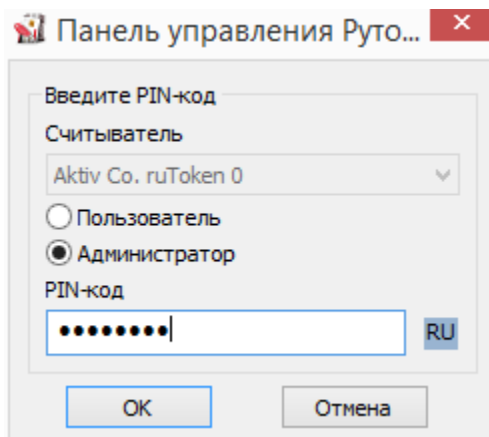 Панель управления Руто...
Введите PIN-код
Считыватель
Aktiv Co. ruToken 0
Пользователь
Администратор
PIN-код
••••••••
RU
OK
Отмена